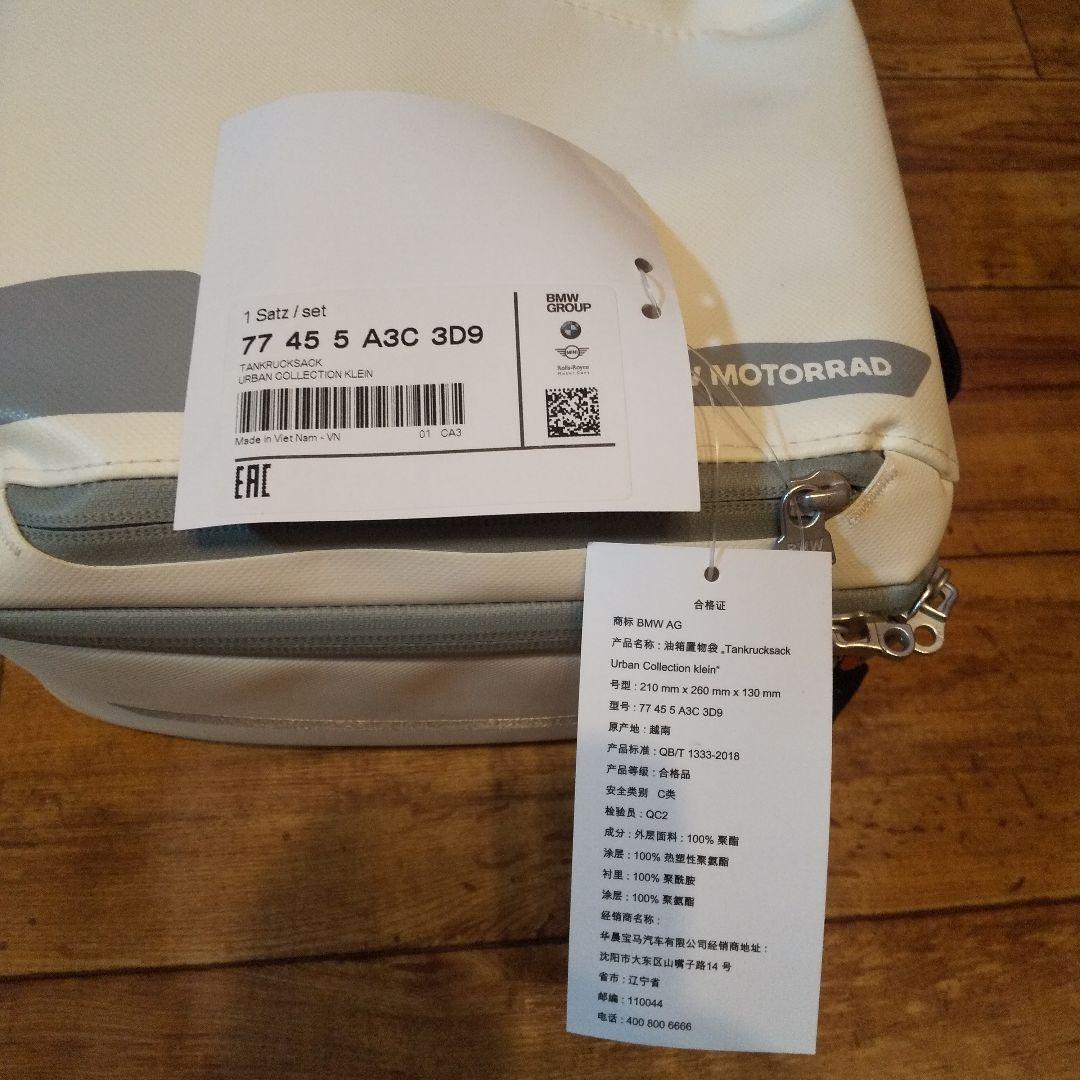 1 Satz / set
77 45 5 A3C 3D9
TANKRUCKSACK
URBAN COLLECTION KLEIN
Made in Viet Nam - VN 01 CA3
EAC
BMW
GROUP
MINI
Rolls-Royce
Motor Cars
MOTORRAD
BMW
合格证
商标 BMW AG
产品名称 : 油箱置物袋 „Tankrucksack
Urban Collection klein“
号型 : 210 mm x 260 mm x 130 mm
型号 : 77 45 5 A3C 3D9
原产地 : 越南
产品标准 : QB/T 1333-2018
产品等级 : 合格品
安全类别 C类
检验员 : QC2
成分 : 外层面料 : 100% 聚酯
涂层 : 100% 热塑性聚氨酯
衬里 : 100% 聚酰胺
涂层 : 100% 聚氨酯
经销商名称 :
华晨宝马汽车有限公司经销商地址 :
沈阳市大东区山嘴子路14 号
省市 : 辽宁省
邮编 : 110044
电话 : 400 800 6666